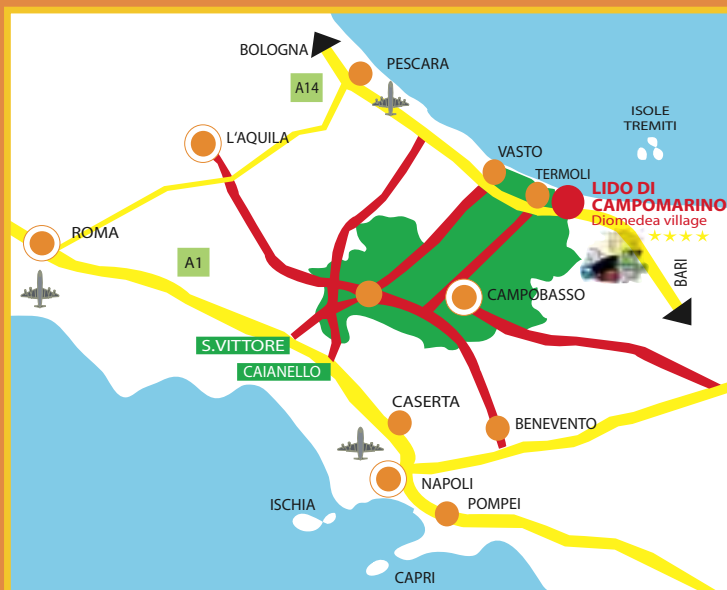 BOLOGNA
PESCARA
A14
ISOLE
TREMITI
L'AQUILA
VASTO
TERMOLI
LIDO DI
CAMPOMARINO
Diomedea village
ROMA
A1
BARI
CAMPOBASSO
S.VITTORE
CAIANELLO
CASERTA
BENEVENTO
NAPOLI
ISCHIA
POMPEI
CAPRI